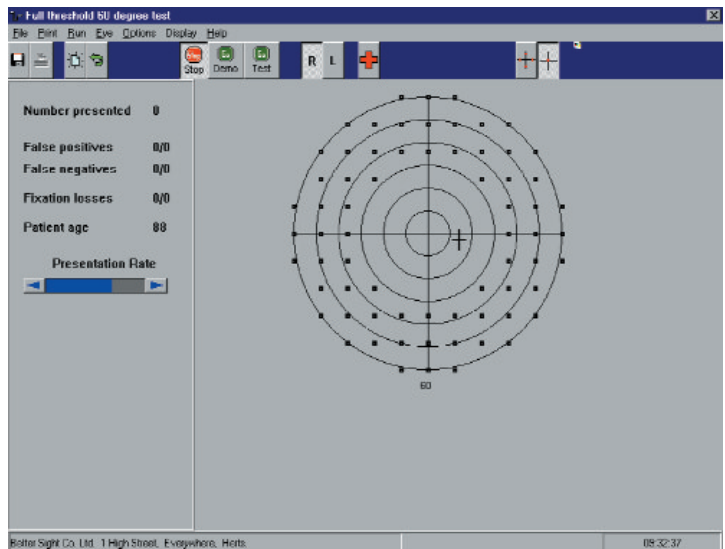 Full threshold 60 degree test
File Print Run Eye Options Display Help
Stop Demo Test R L
Number presented 0
False positives 0/0
False negatives 0/0
Fixation losses 0/0
Patient age 88
Presentation Rate
60
Better Sight Co. Ltd. 1 High Street, Everywhere, Herts. 09:32:37